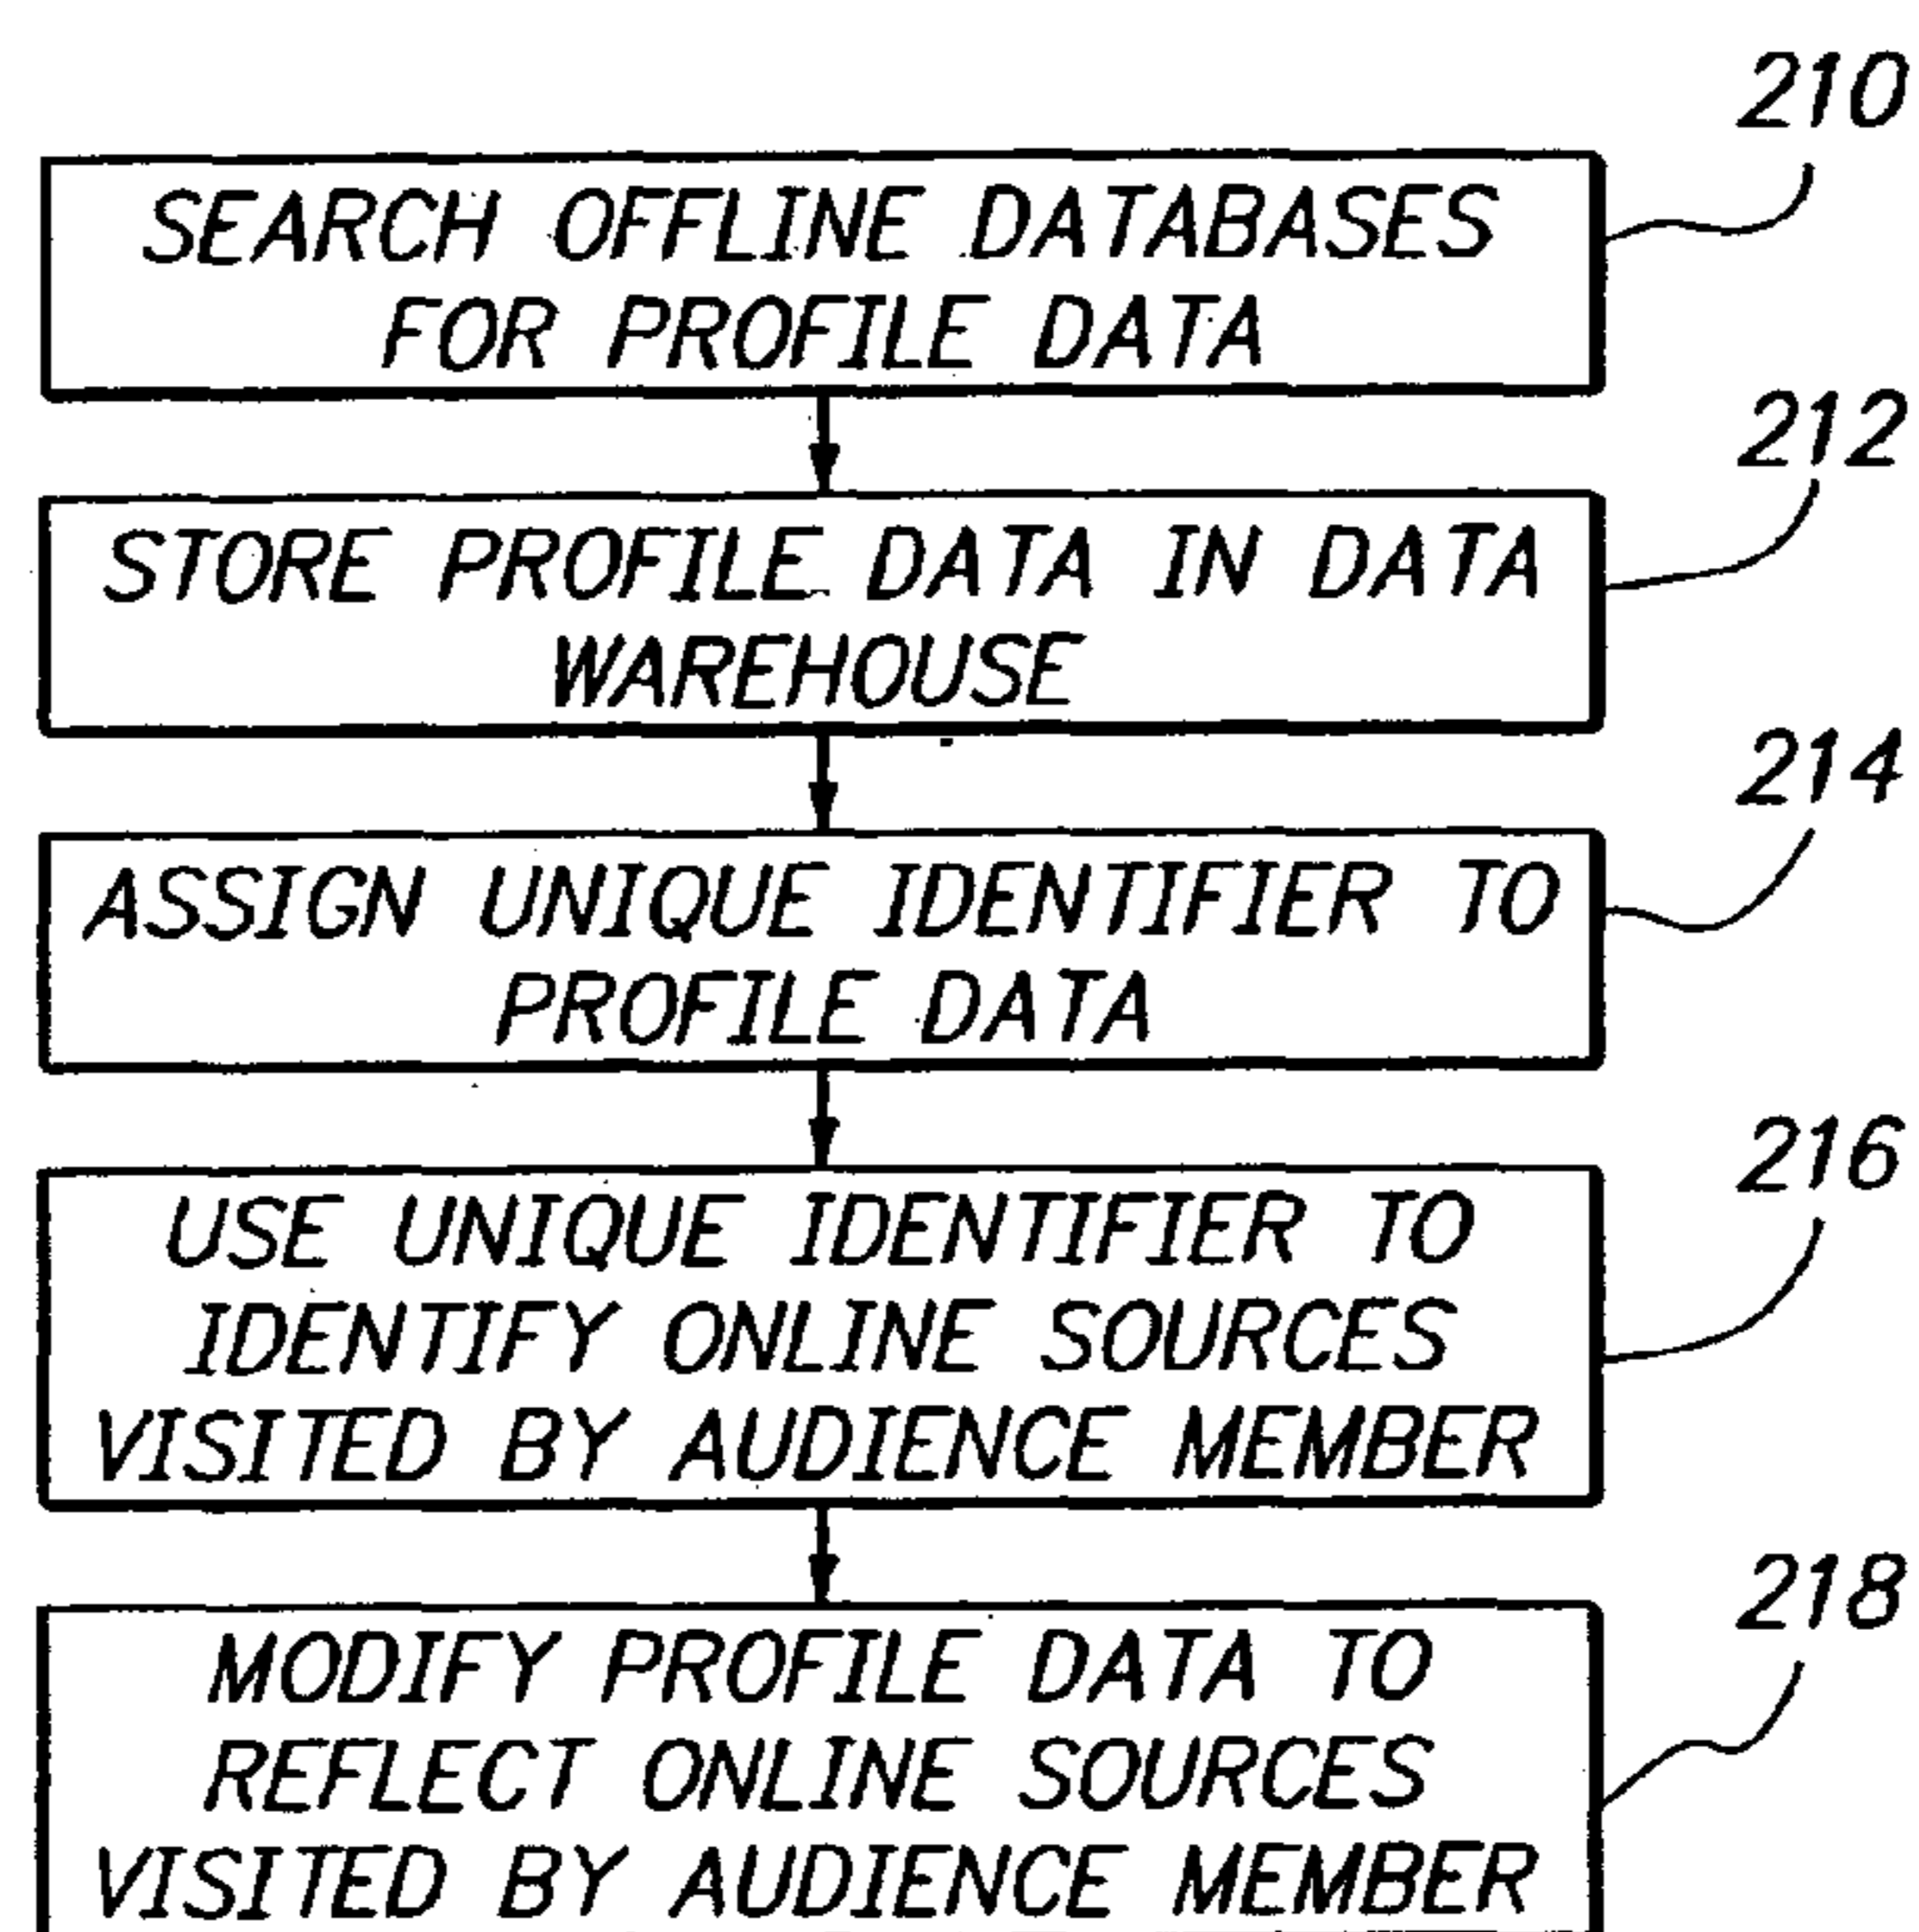 210
SEARCH OFFLINE DATABASES
FOR PROFILE DATA
212
STORE PROFILE DATA IN DATA
WAREHOUSE
214
ASSIGN UNIQUE IDENTIFIER TO
PROFILE DATA
216
USE UNIQUE IDENTIFIER TO
IDENTIFY ONLINE SOURCES
VISITED BY AUDIENCE MEMBER
218
MODIFY PROFILE DATA TO
REFLECT ONLINE SOURCES
VISITED BY AUDIENCE MEMBER